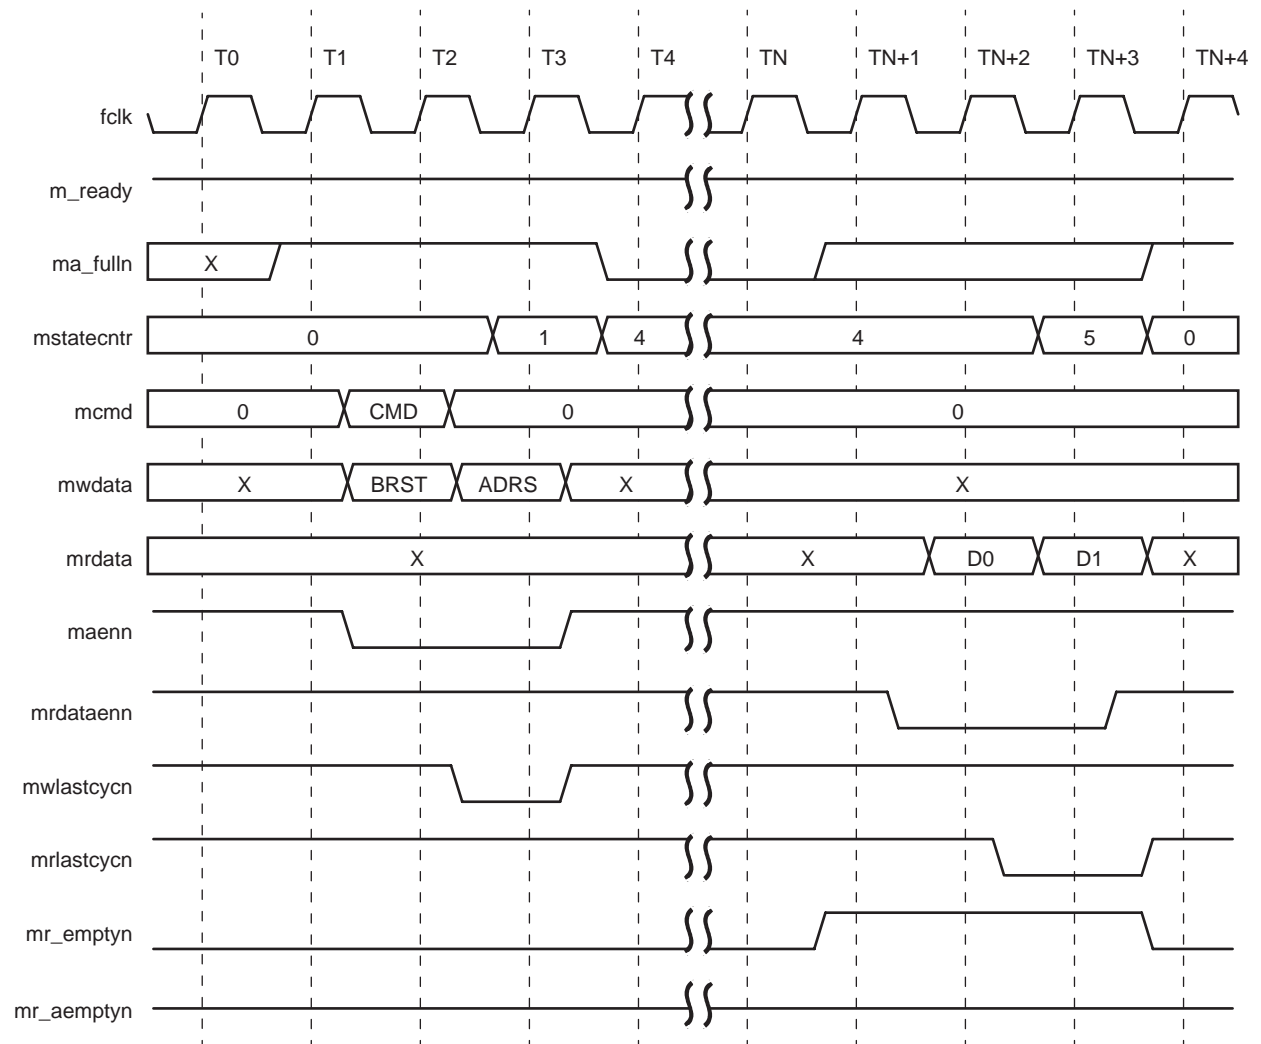 T0 T1 T2 T3 T4 TN TN+1 TN+2 TN+3 TN+4
fclk
m_ready
ma_fulln X
mstatecntr 0 1 4 4 5 0
mcmd 0 CMD 0 0
mwdata X BRST ADRS X X
mrdata X X D0 D1 X
maenn
mrdataenn
mwlastcycn
mrlastcycn
mr_emptyn
mr_aemptyn